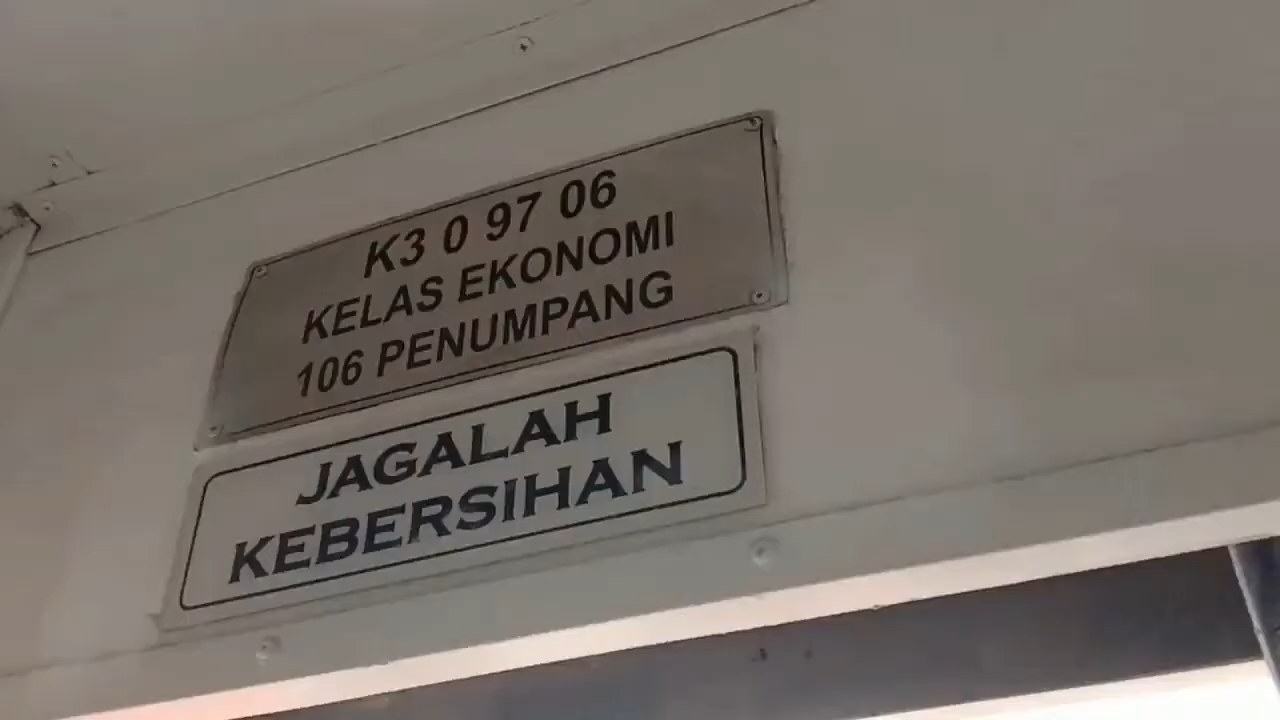 K3 0 97 06
KELAS EKONOMI
106 PENUMPANG
JAGALAH
KEBERSIHAN